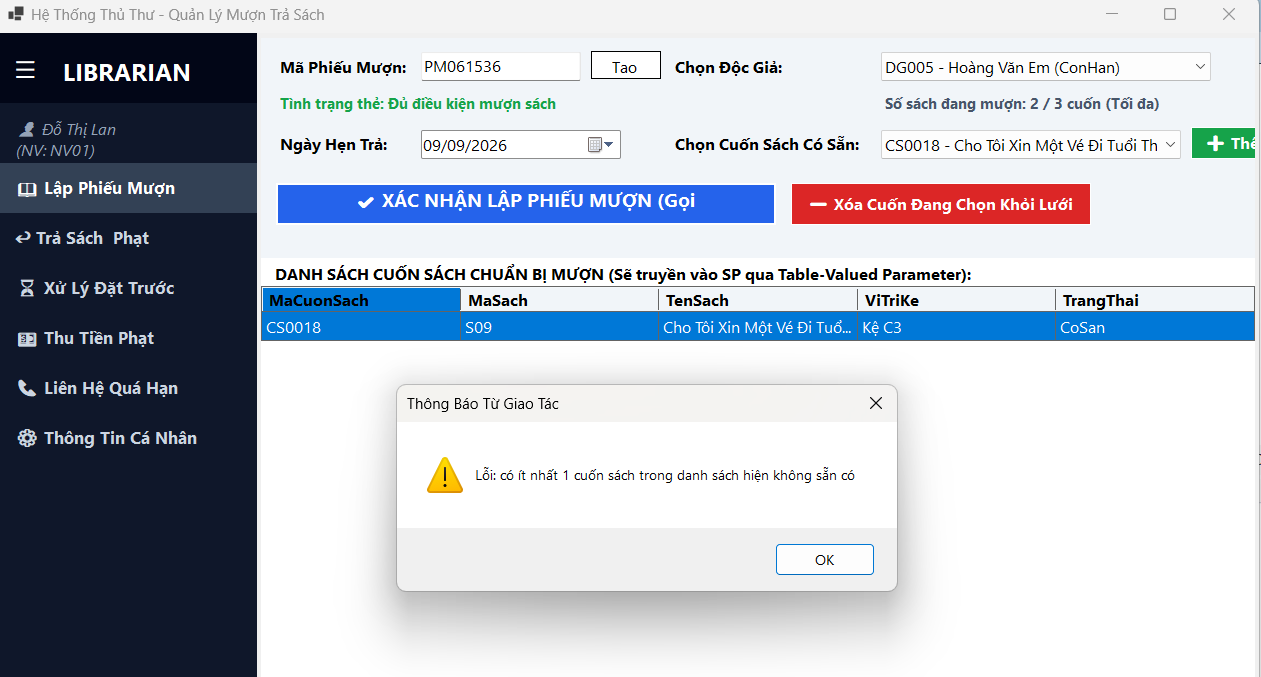 Hệ Thống Thủ Thư - Quản Lý Mượn Trả Sách
LIBRARIAN
Đỗ Thị Lan
(NV: NV01)
Lập Phiếu Mượn
Trả Sách  Phạt
Xử Lý Đặt Trước
Thu Tiền Phạt
Liên Hệ Quá Hạn
Thông Tin Cá Nhân
Mã Phiếu Mượn: PM061536 Tao Chọn Độc Giả: DG005 - Hoàng Văn Em (ConHan)
Tình trạng thẻ: Đủ điều kiện mượn sách Số sách đang mượn: 2 / 3 cuốn (Tối đa)
Ngày Hẹn Trả: 09/09/2026 Chọn Cuốn Sách Có Sẵn: CS0018 - Cho Tôi Xin Một Vé Đi Tuổi Th + Thê
XÁC NHẬN LẬP PHIẾU MƯỢN (Gọi
Xóa Cuốn Đang Chọn Khỏi Lưới
DANH SÁCH CUỐN SÁCH CHUẨN BỊ MƯỢN (Sẽ truyền vào SP qua Table-Valued Parameter):
MaCuonSach MaSach TenSach ViTriKe TrangThai
CS0018 S09 Cho Tôi Xin Một Vé Đi Tuổ... Kệ C3 CoSan
Thông Báo Từ Giao Tác
Lỗi: có ít nhất 1 cuốn sách trong danh sách hiện không sẵn có
OK